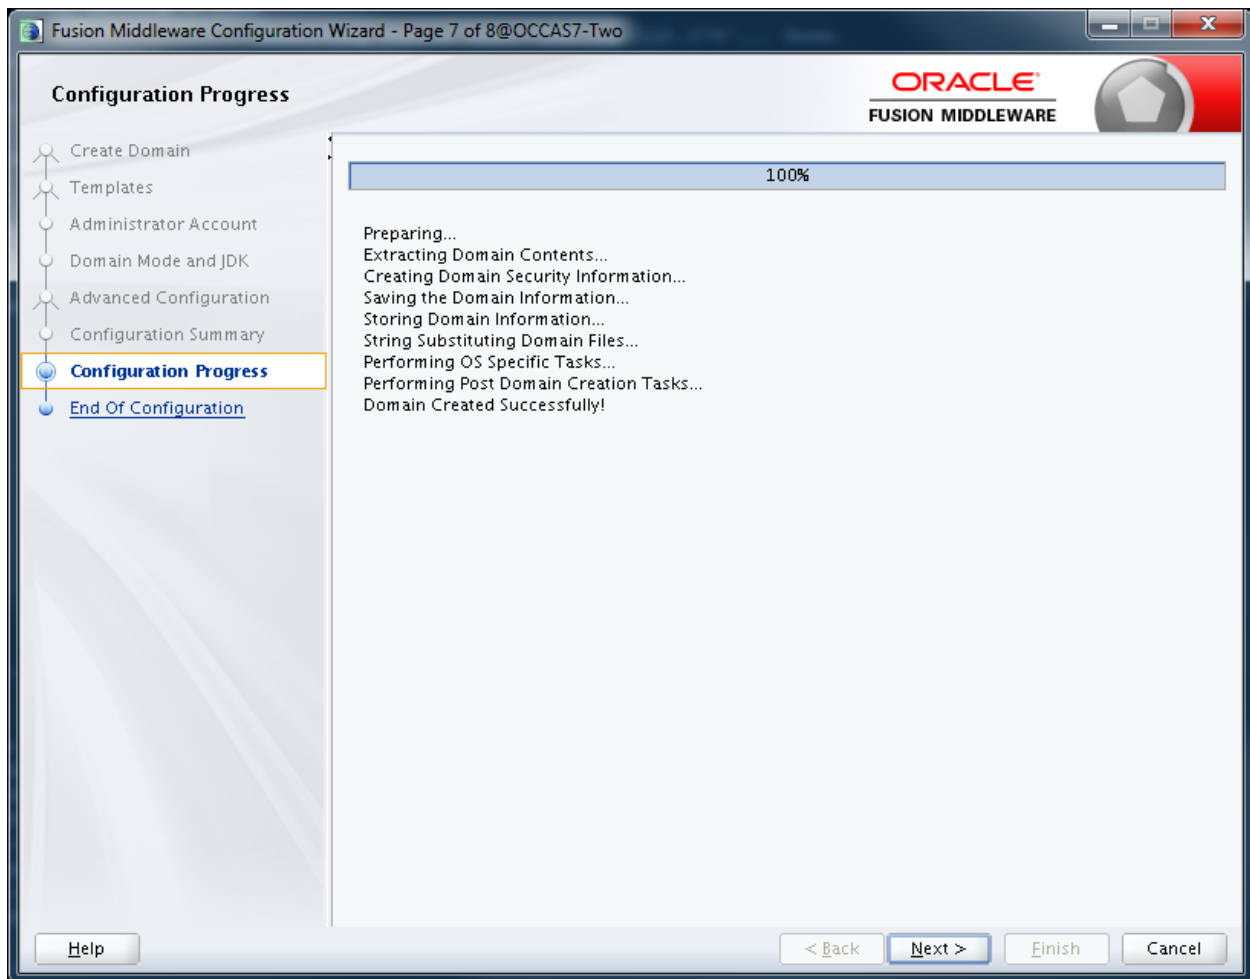 Fusion Middleware Configuration Wizard - Page 7 of 8@OCCAS7-Two
Configuration Progress
ORACLE
FUSION MIDDLEWARE
Create Domain
Templates
Administrator Account
Domain Mode and JDK
Advanced Configuration
Configuration Summary
Configuration Progress
End Of Configuration
100%
Preparing...
Extracting Domain Contents...
Creating Domain Security Information...
Saving the Domain Information...
Storing Domain Information...
String Substituting Domain Files...
Performing OS Specific Tasks...
Performing Post Domain Creation Tasks...
Domain Created Successfully!
Help
< Back
Next >
Finish
Cancel